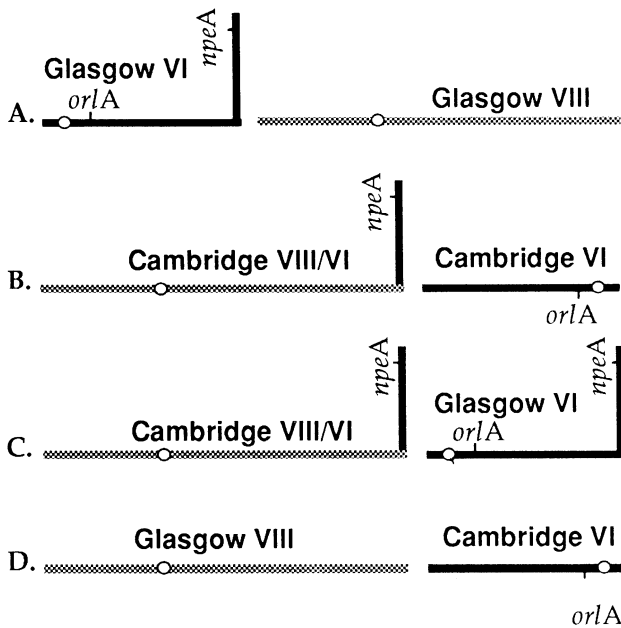 npeA
Glasgow VI
orlA
A.
Glasgow VIII
npeA
Cambridge VIII/VI
Cambridge VI
B.
orlA
npeA
npeA
Glasgow VI
Cambridge VIII/VI
orlA
C.
Glasgow VIII
Cambridge VI
D.
orlA